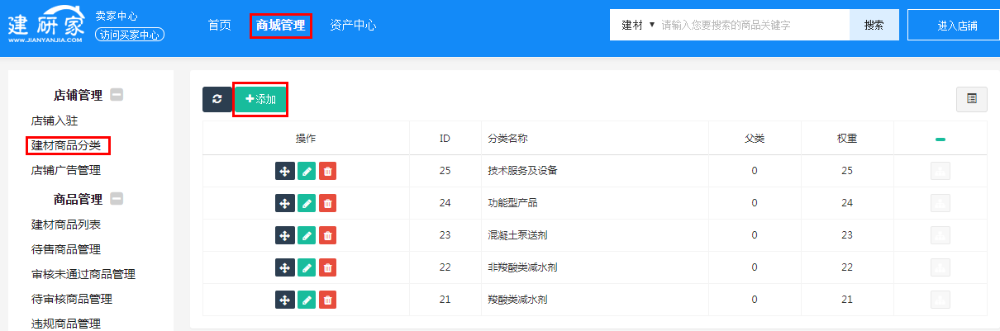 建研家
WWW.JIANYANJIA.COM
卖家中心
访问买家中心
首页 商城管理 资产中心
建材 ▼ 请输入您要搜索的商品关键字 搜索 进入店铺
店铺管理
店铺入驻
建材商品分类
店铺广告管理
商品管理
建材商品列表
待售商品管理
审核未通过商品管理
待审核商品管理
违规商品管理
添加
操作 ID 分类名称 父类 权重
25 技术服务及设备 0 25
24 功能型产品 0 24
23 混凝土泵送剂 0 23
22 非羧酸类减水剂 0 22
21 羧酸类减水剂 0 21